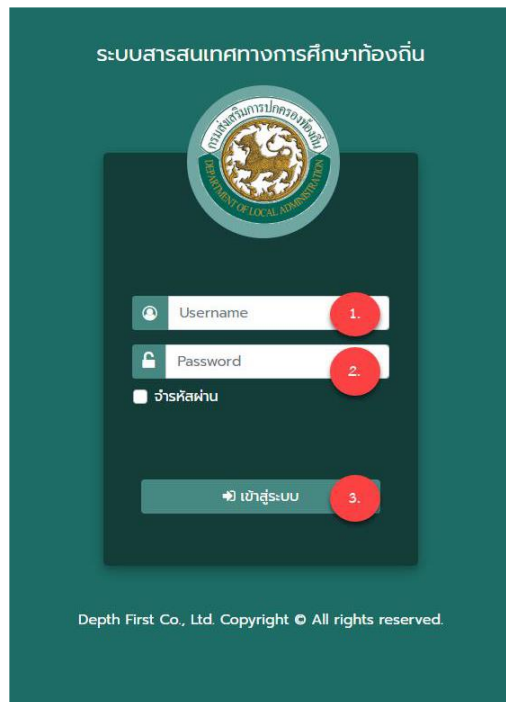 ระบบสารสนเทศทางการศึกษาท้องถิ่น
กรมส่งเสริมการปกครองท้องถิ่น
DEPARTMENT OF LOCAL ADMINISTRATION
Username
1.
Password
2.
จำรหัสผ่าน
เข้าสู่ระบบ
3.
Depth First Co., Ltd. Copyright © All rights reserved.